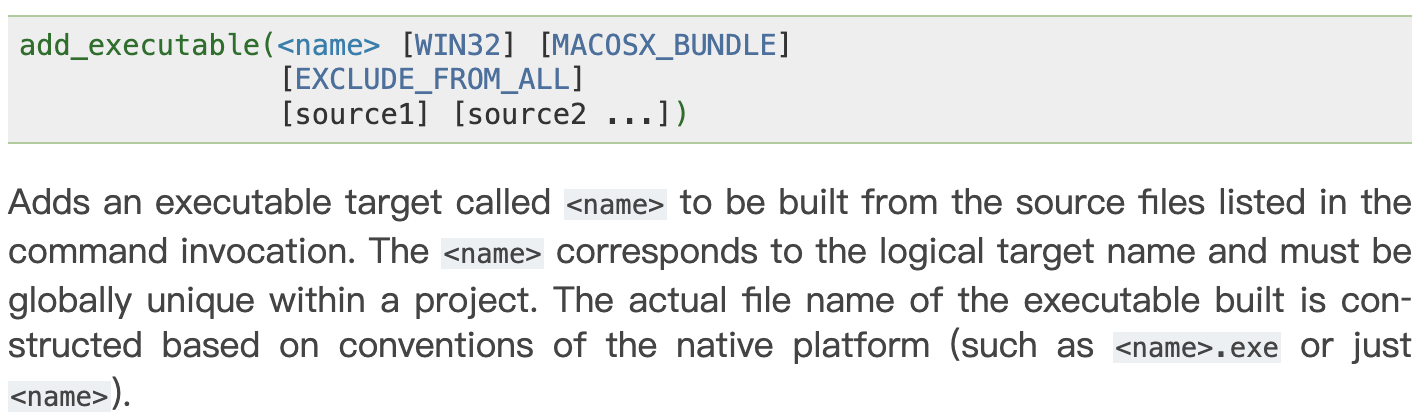 add_executable(<name> [WIN32] [MACOSX_BUNDLE]
[EXCLUDE_FROM_ALL]
[source1] [source2 ...])
Adds an executable target called <name> to be built from the source files listed in the
command invocation. The <name> corresponds to the logical target name and must be
globally unique within a project. The actual file name of the executable built is con-
structed based on conventions of the native platform (such as <name>.exe or just
<name>).